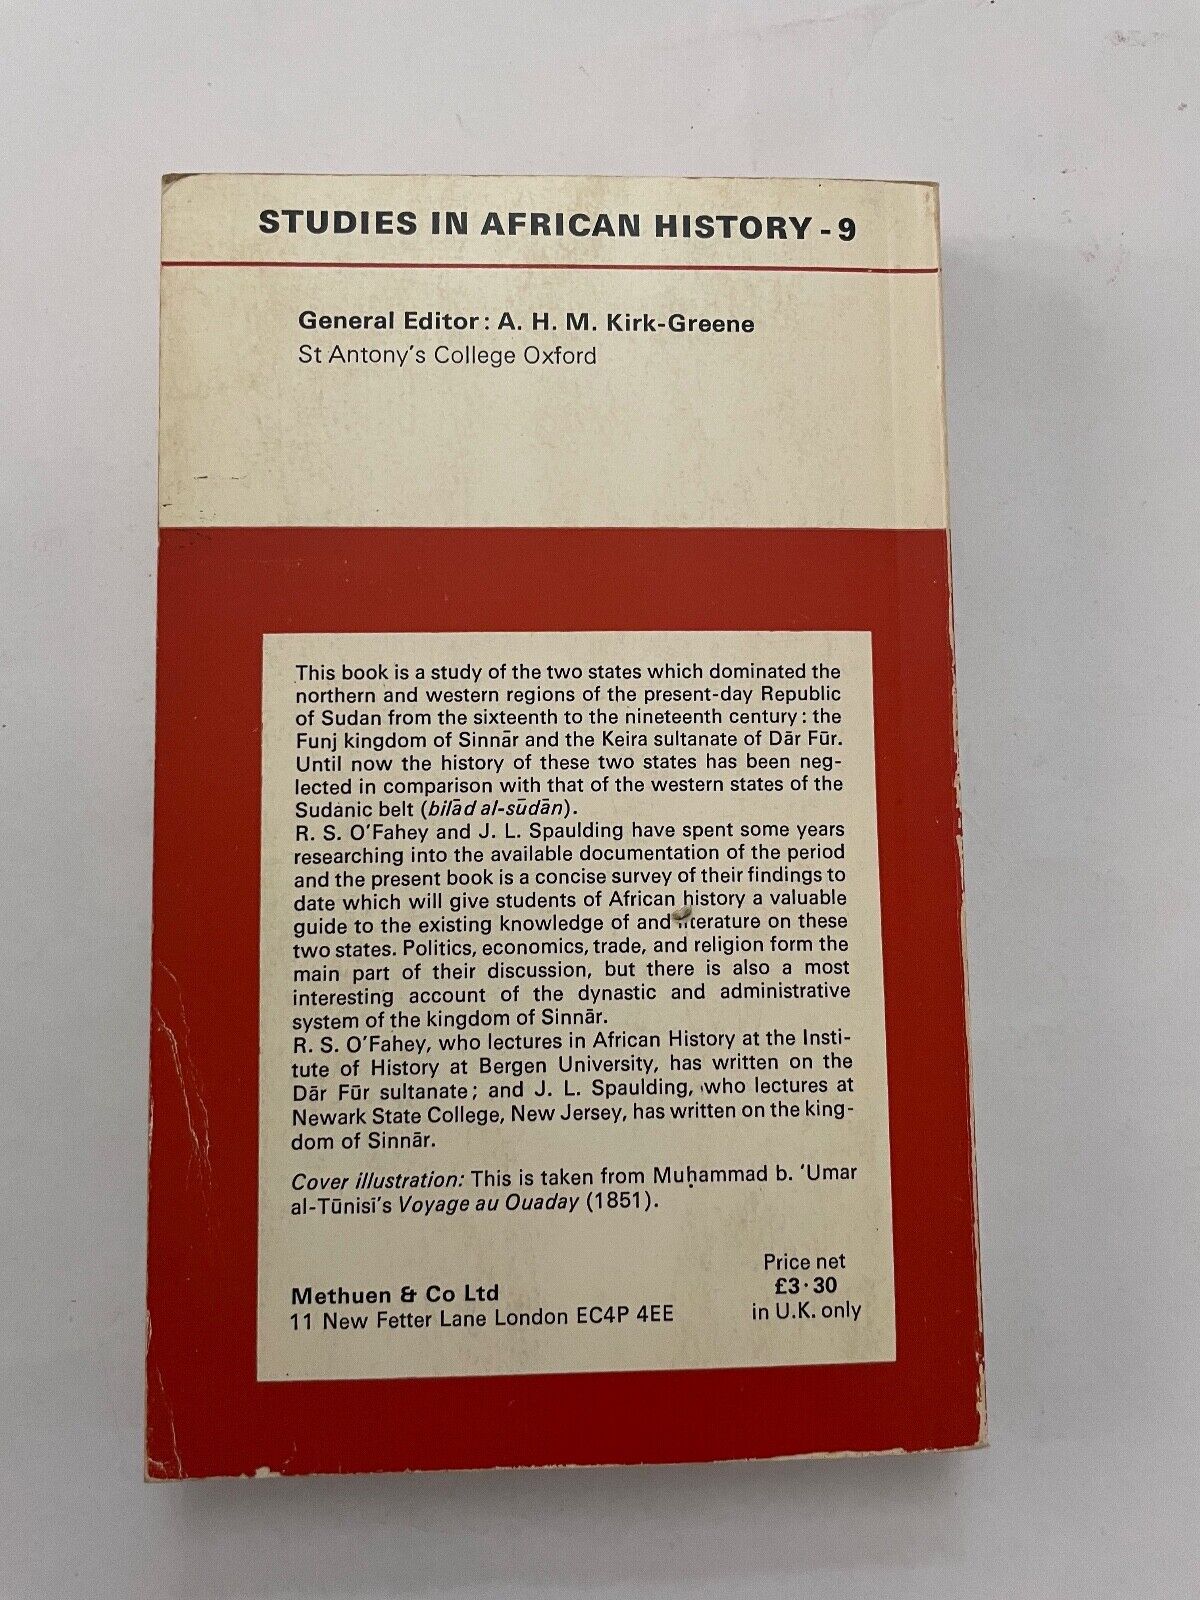 STUDIES IN AFRICAN HISTORY - 9
General Editor: A. H. M. Kirk-Greene
St Antony's College Oxford
This book is a study of the two states which dominated the
northern and western regions of the present-day Republic
of Sudan from the sixteenth to the nineteenth century: the
Funj kingdom of Sinnār and the Keira sultanate of Dār Fūr.
Until now the history of these two states has been neg-
lected in comparison with that of the western states of the
Sudanic belt (bilād al-sūdān).
R. S. O'Fahey and J. L. Spaulding have spent some years
researching into the available documentation of the period
and the present book is a concise survey of their findings to
date which will give students of African history a valuable
guide to the existing knowledge of and literature on these
two states. Politics, economics, trade, and religion form the
main part of their discussion, but there is also a most
interesting account of the dynastic and administrative
system of the kingdom of Sinnār.
R. S. O'Fahey, who lectures in African History at the Insti-
tute of History at Bergen University, has written on the
Dār Fūr sultanate; and J. L. Spaulding, who lectures at
Newark State College, New Jersey, has written on the king-
dom of Sinnār.
Cover illustration: This is taken from Muḥammad b. 'Umar
al-Tūnisī's Voyage au Ouaday (1851).
Methuen & Co Ltd
11 New Fetter Lane London EC4P 4EE
Price net
£3·30
in U.K. only